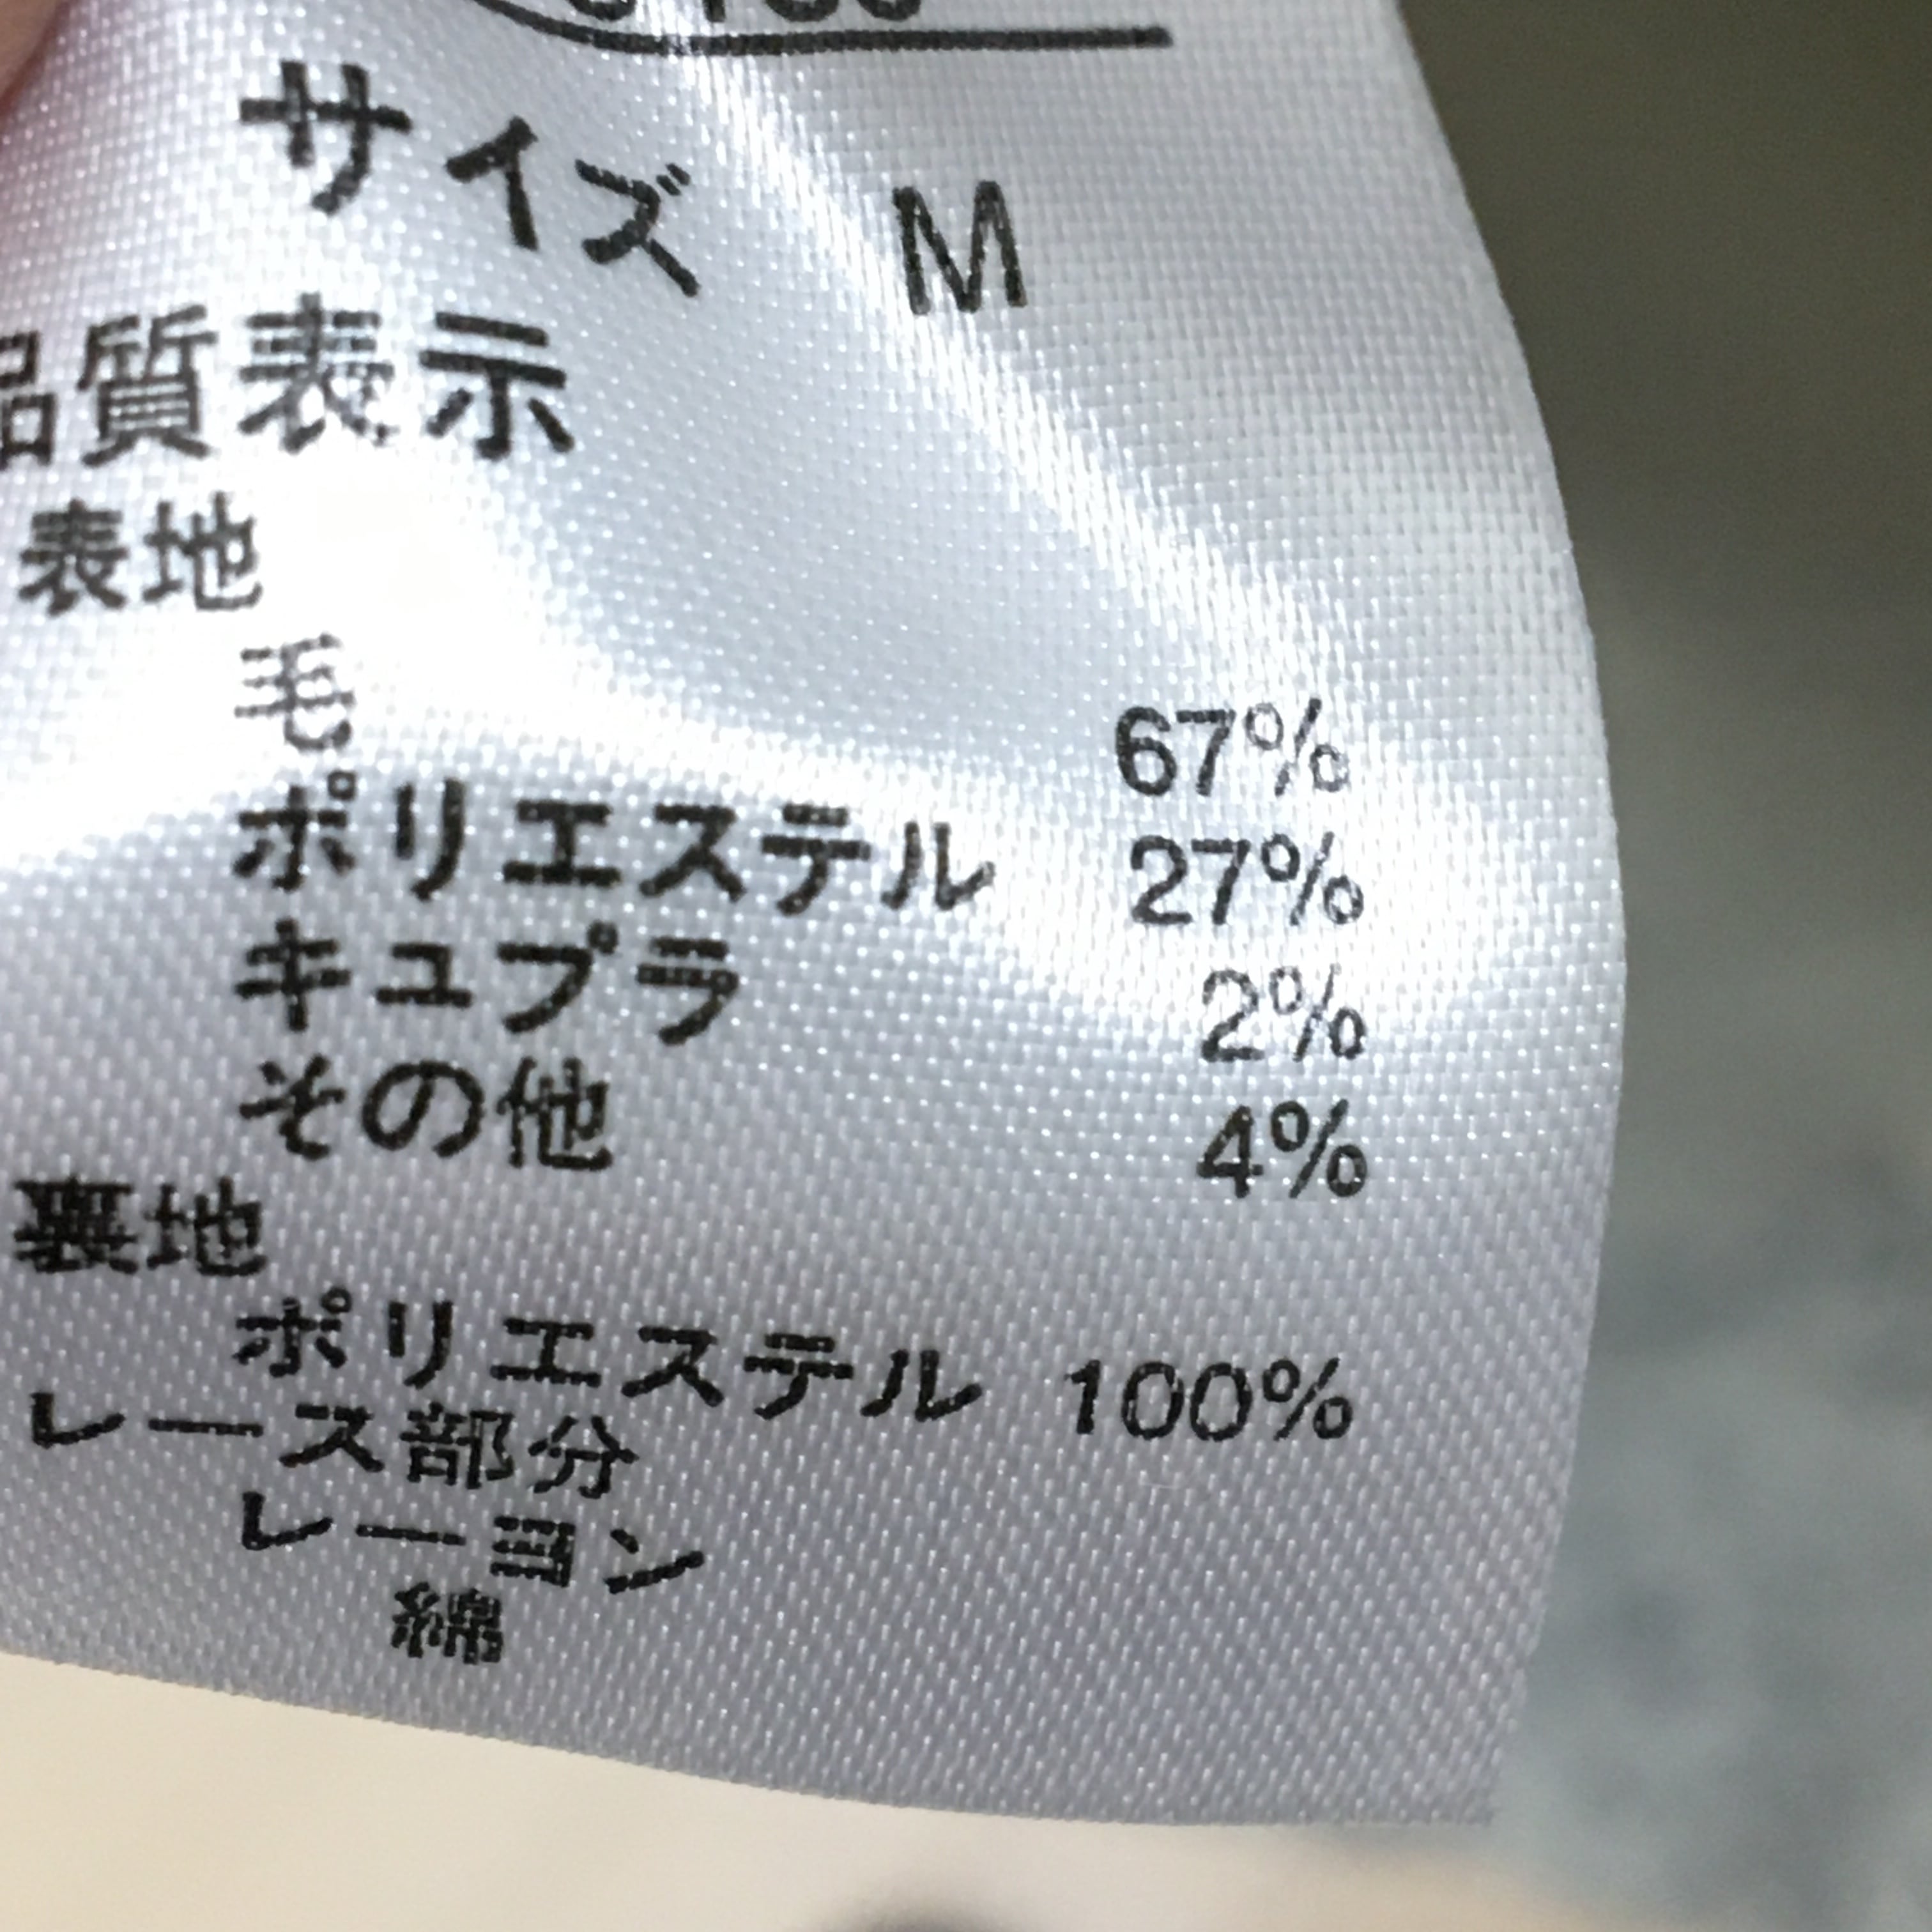 サイズ M
品質表示
表地
毛 67%
ポリエステル 27%
キュプラ 2%
その他 4%
裏地
ポリエステル 100%
レース部分
レーヨン
綿